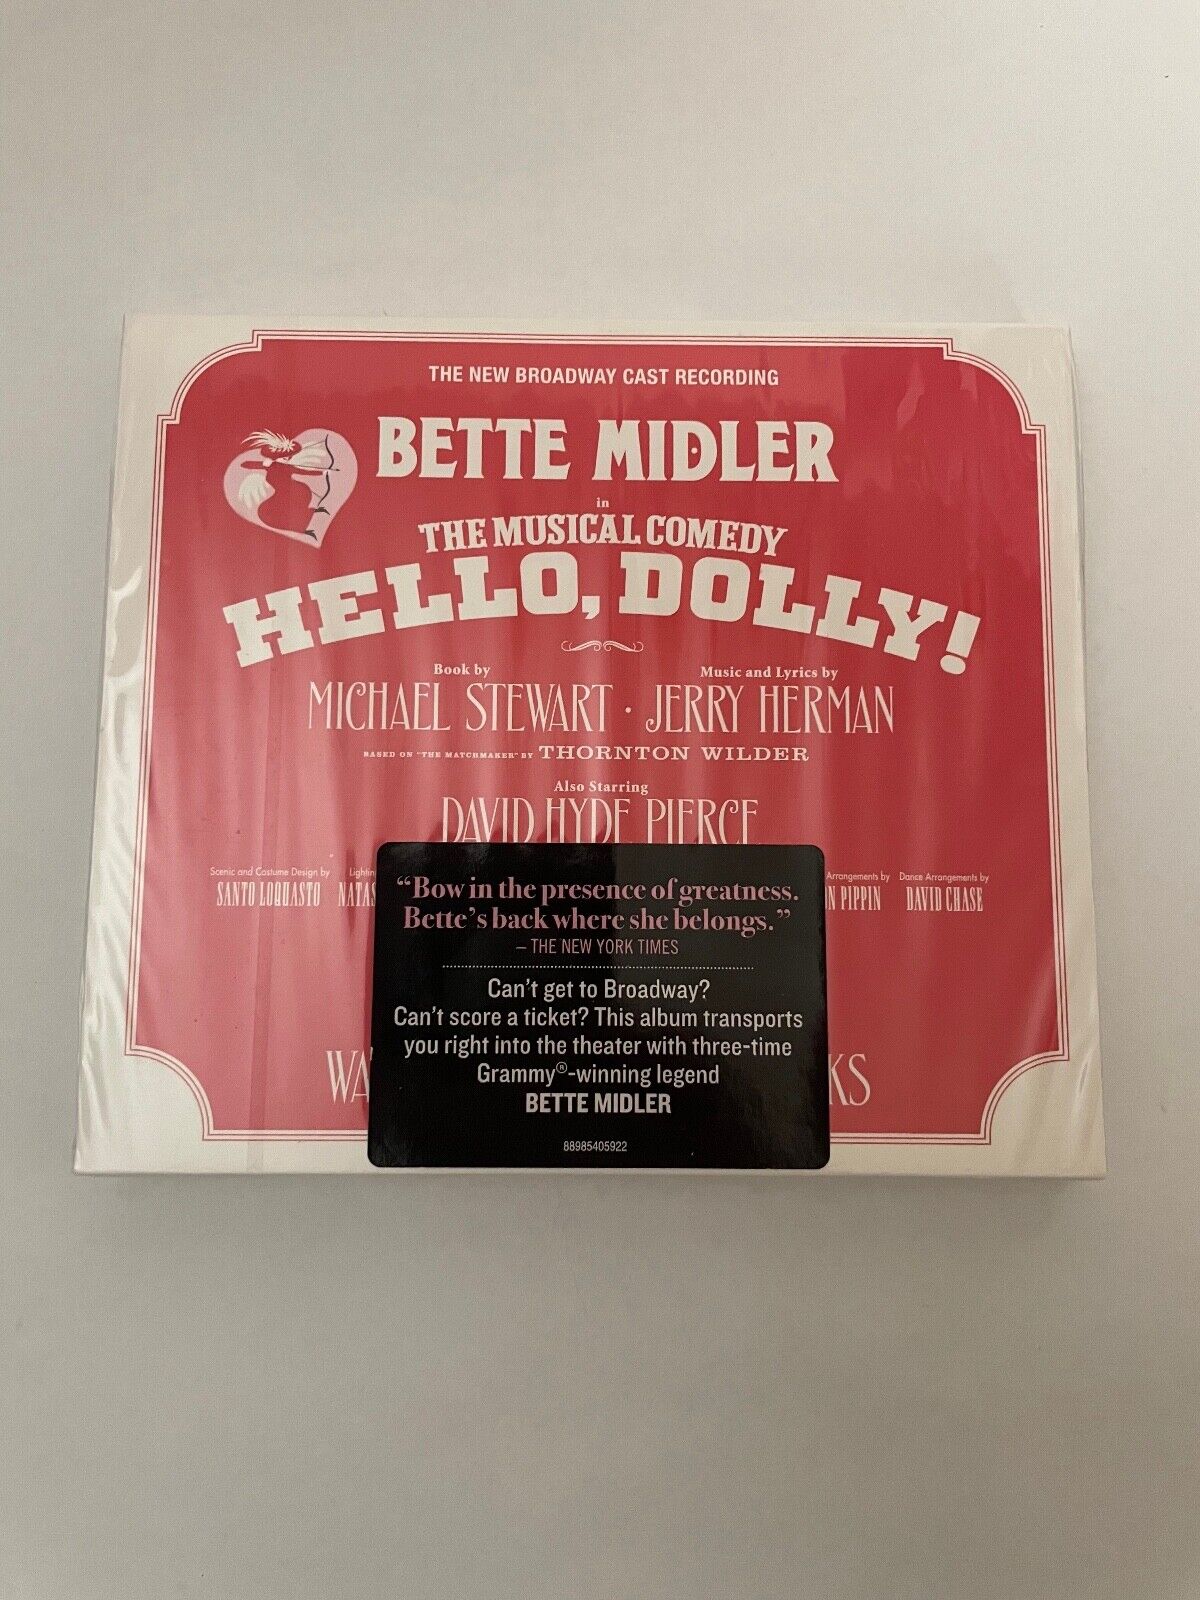 THE NEW BROADWAY CAST RECORDING
BETTE MIDLER
in
THE MUSICAL COMEDY
HELLO, DOLLY!
Book by
MICHAEL STEWART ·
Music and Lyrics by
JERRY HERMAN
BASED ON "THE MATCHMAKER" BY THORNTON WILDER
Also Starring
DAVID HYDE PIERCE
Scenic and Costume Design by
SANTO LOQUASTO
Arrangements by
PIPPIN
Dance Arrangements by
DAVID CHASE
“Bow in the presence of greatness.
Bette’s back where she belongs.”
– THE NEW YORK TIMES
Can’t get to Broadway?
Can’t score a ticket? This album transports
you right into the theater with three-time
Grammy®-winning legend
BETTE MIDLER
88985405922